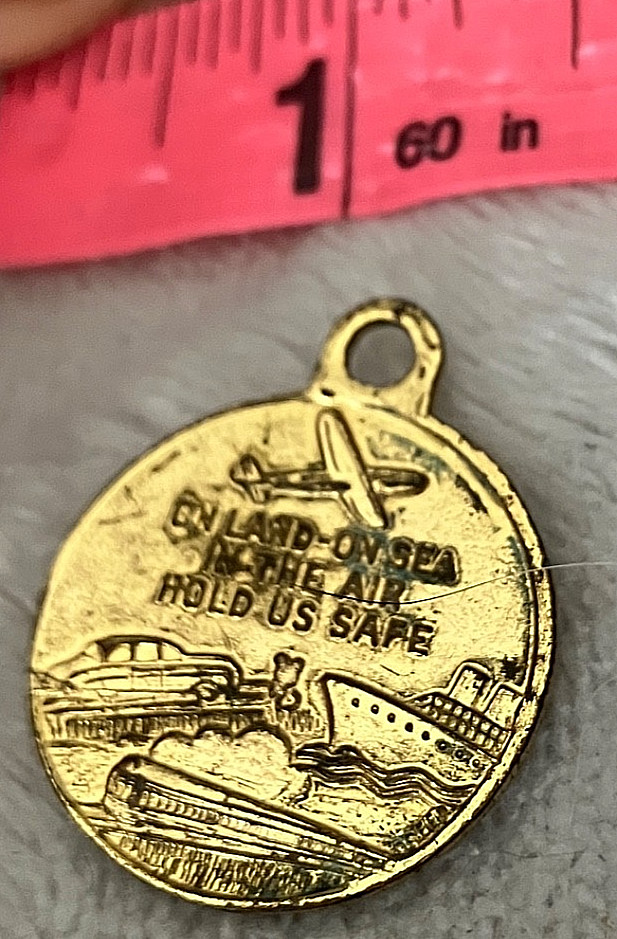 1
60 in
ON LAND-ON SEA
IN THE AIR
HOLD US SAFE